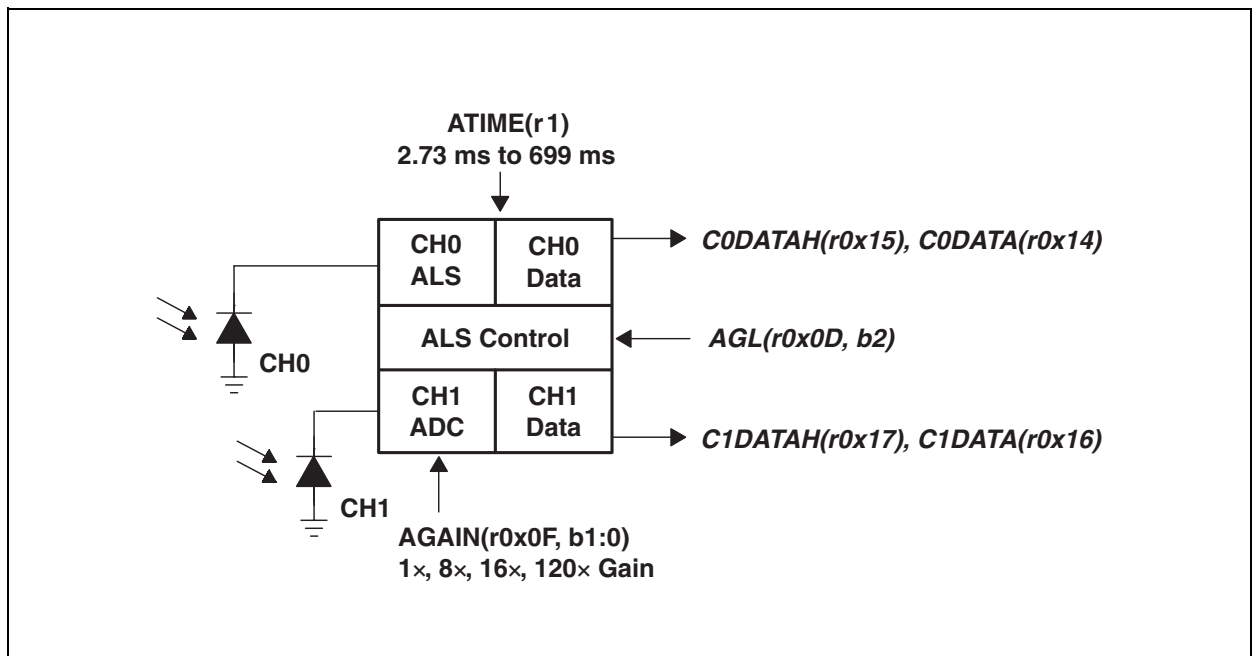 ATIME(r1)
2.73 ms to 699 ms
CH0
ALS
CH0
Data
C0DATAH(r0x15), C0DATA(r0x14)
ALS Control
AGL(r0x0D, b2)
CH0
CH1
ADC
CH1
Data
C1DATAH(r0x17), C1DATA(r0x16)
CH1
AGAIN(r0x0F, b1:0)
1×, 8×, 16×, 120× Gain